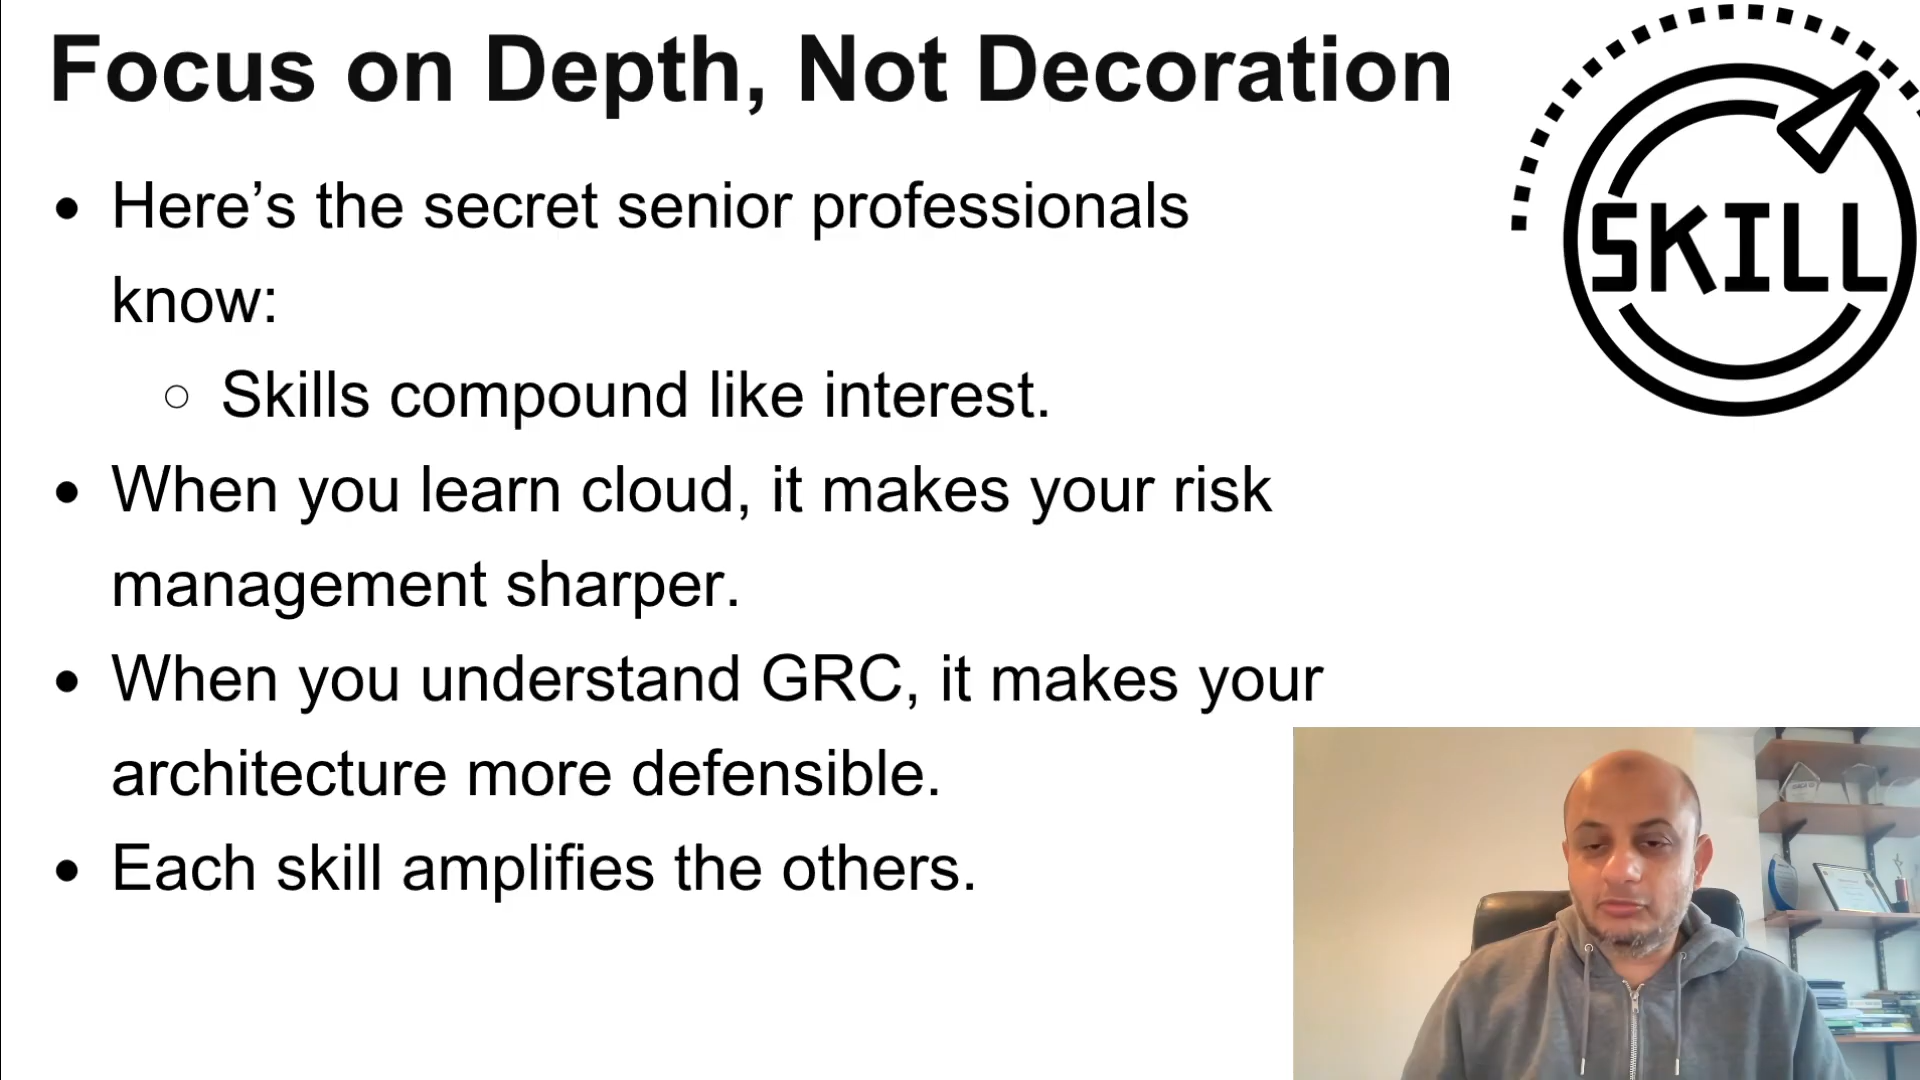 Focus on Depth, Not Decoration
SKILL
• Here’s the secret senior professionals
know:
○ Skills compound like interest.
• When you learn cloud, it makes your risk
management sharper.
• When you understand GRC, it makes your
architecture more defensible.
• Each skill amplifies the others.